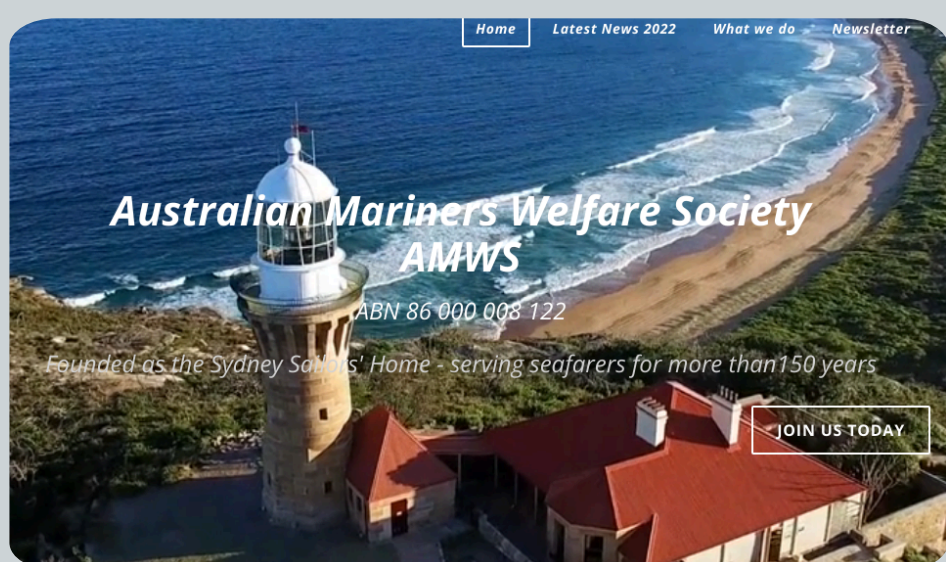 Home
Latest News 2022
What we do
Newsletter
Australian Mariners Welfare Society
AMWS
ABN 86 000 008 122
Founded as the Sydney Sailors' Home - serving seafarers for more than150 years
JOIN US TODAY